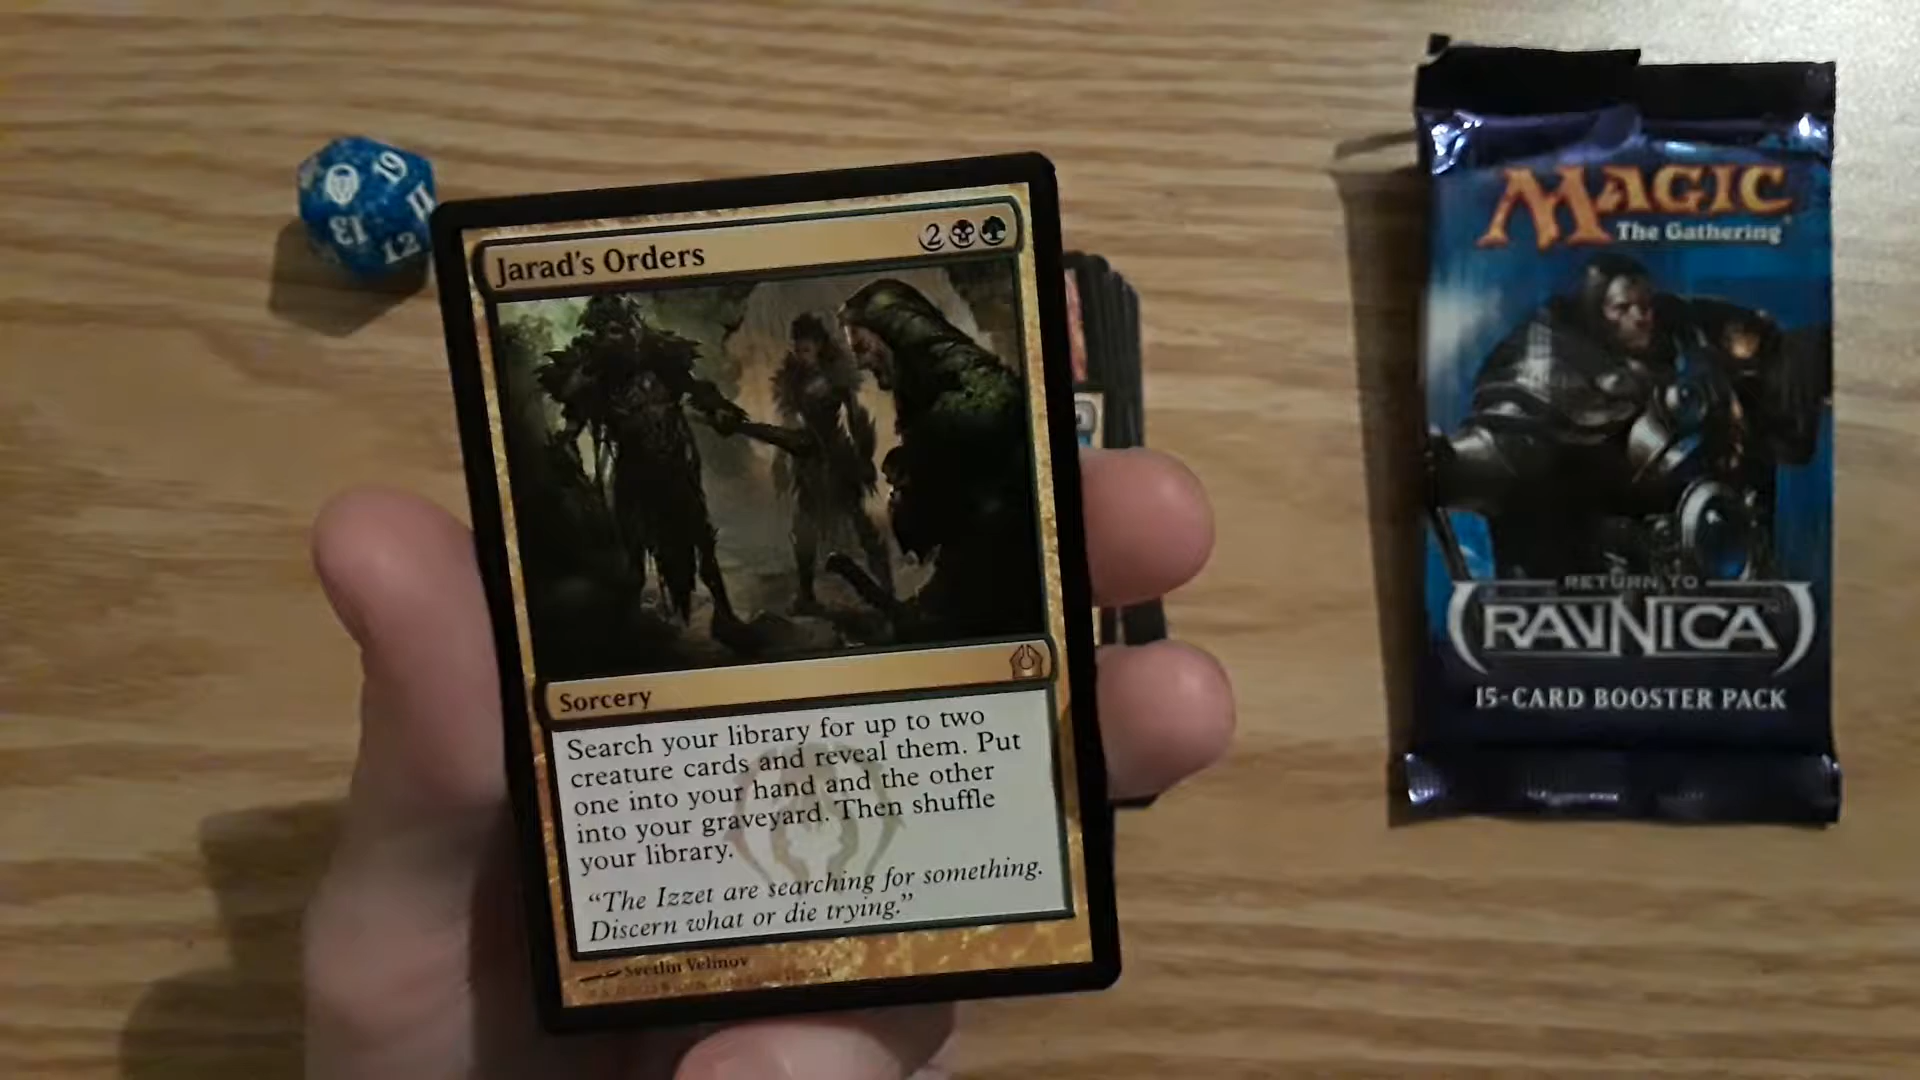 19
11
13
12
Jarad's Orders
2
Sorcery
Search your library for up to two
creature cards and reveal them. Put
one into your hand and the other
into your graveyard. Then shuffle
your library.
“The Izzet are searching for something.
Discern what or die trying.”
Svetlin Velinov
MAGIC
The Gathering
RETURN TO
RAVNICA
15-CARD BOOSTER PACK